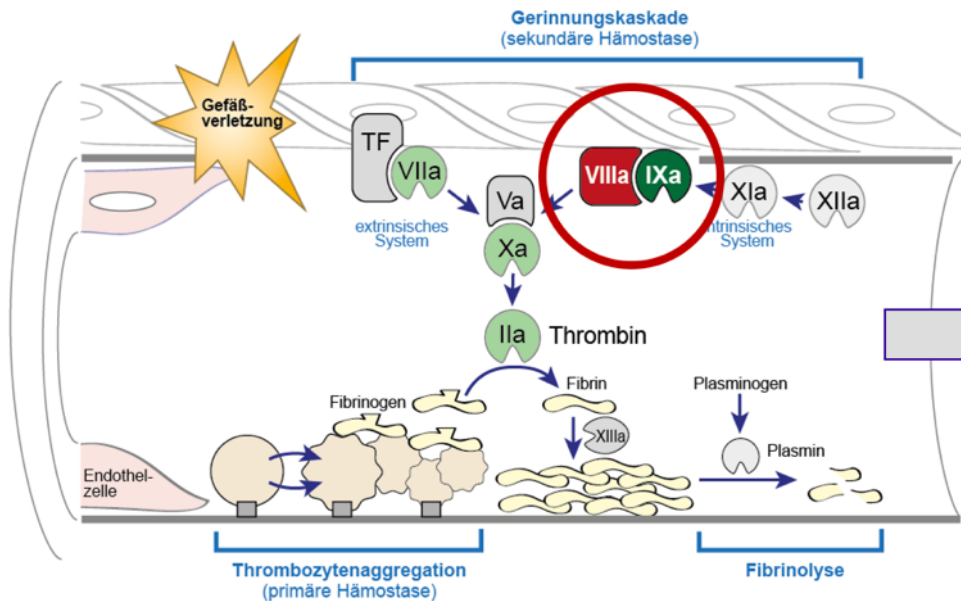 Gerinnungskaskade
(sekundäre Hämostase)
Gefäß-
verletzung
TF
VIIa
VIIIa
IXa
XIa
XIIa
Va
extrinsisches
System
ntrinsisches
System
Xa
IIa
Thrombin
Fibrinogen
Fibrin
Plasminogen
XIIIa
Plasmin
Endothel-
zelle
Thrombozytenaggregation
(primäre Hämostase)
Fibrinolyse